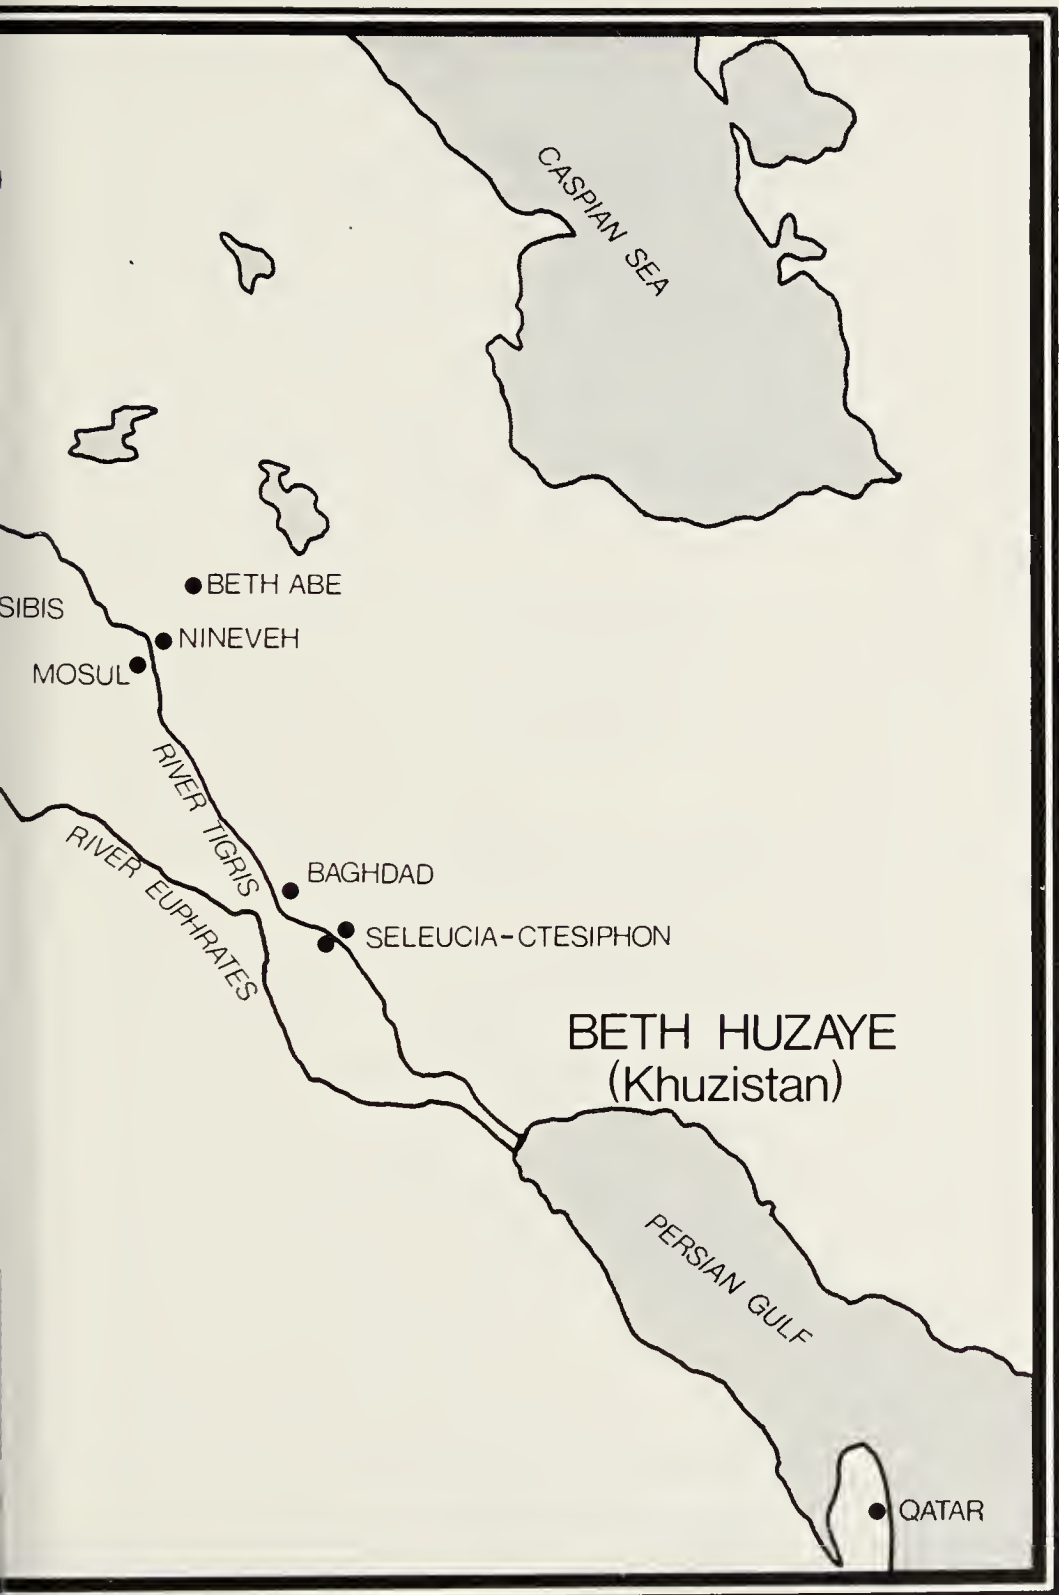 CASPIAN SEA
BETH ABE
SIBIS
NINEVEH
MOSUL
RIVER TIGRIS
RIVER EUPHRATES
BAGHDAD
SELEUCIA-CTESIPHON
BETH HUZAYE
(Khuzistan)
PERSIAN GULF
QATAR